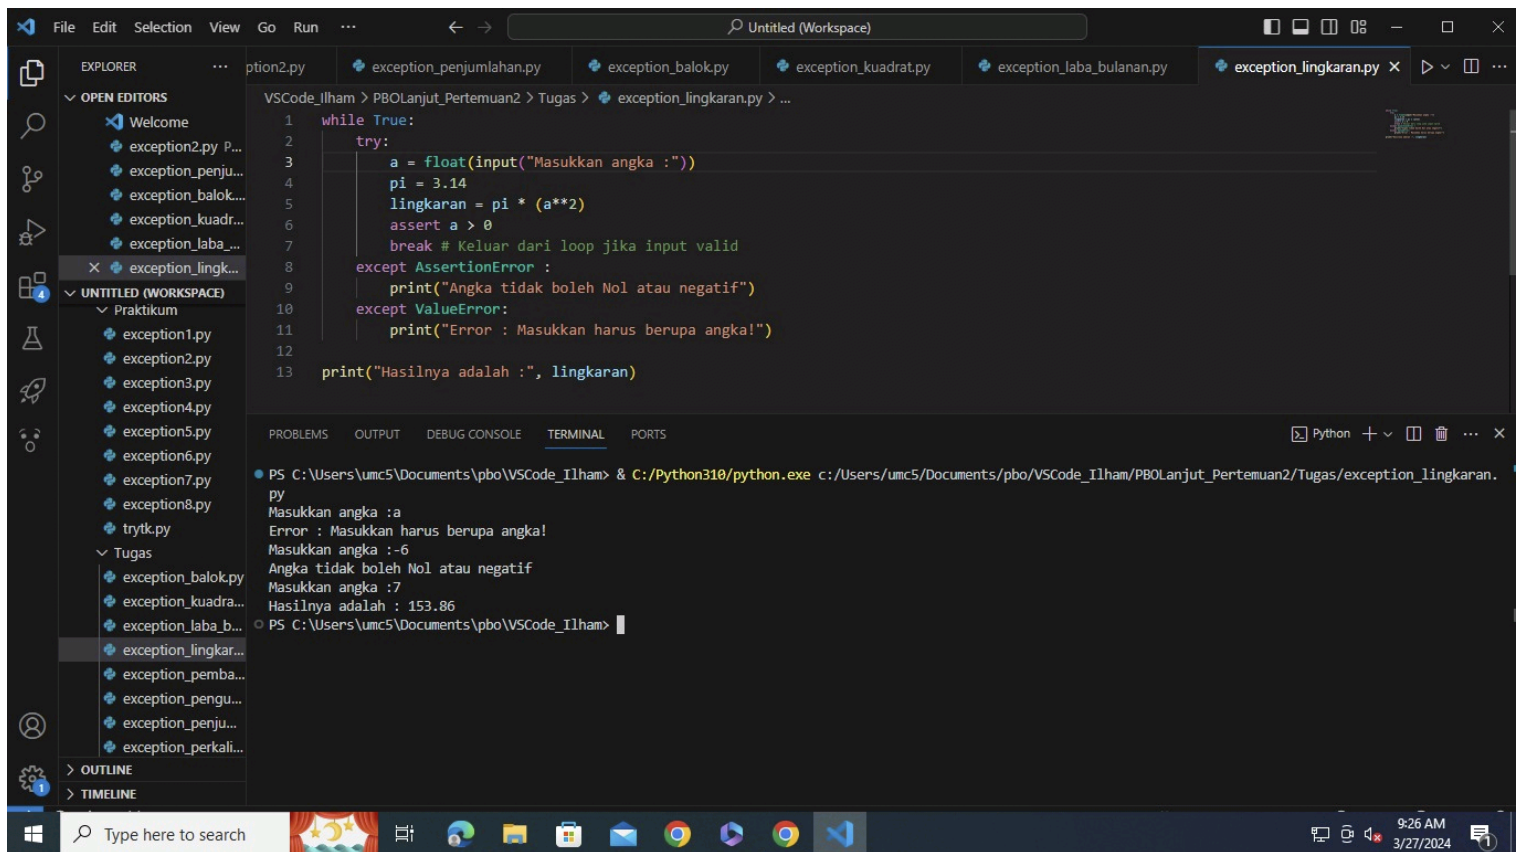 File Edit Selection View Go Run ···
Untitled (Workspace)
EXPLORER ···
ption2.py
exception_penjumlahan.py
exception_balok.py
exception_kuadrat.py
exception_laba_bulanan.py
exception_lingkaran.py
OPEN EDITORS
Welcome
exception2.py P...
exception_penju...
exception_balok....
exception_kuadr...
exception_laba_...
exception_lingk...
UNTITLED (WORKSPACE)
Praktikum
exception1.py
exception2.py
exception3.py
exception4.py
exception5.py
exception6.py
exception7.py
exception8.py
trytk.py
Tugas
exception_balok.py
exception_kuadra...
exception_laba_b...
exception_lingkar...
exception_pemba...
exception_pengu...
exception_penju...
exception_perkali...
OUTLINE
TIMELINE
4
1
VSCode_Ilham > PBOLanjut_Pertemuan2 > Tugas > exception_lingkaran.py > ...
1 while True:
2 try:
3 a = float(input("Masukkan angka :"))
4 pi = 3.14
5 lingkaran = pi * (a**2)
6 assert a > 0
7 break # Keluar dari loop jika input valid
8 except AssertionError :
9 print("Angka tidak boleh Nol atau negatif")
10 except ValueError:
11 print("Error : Masukkan harus berupa angka!")
12
13 print("Hasilnya adalah :", lingkaran)
PROBLEMS OUTPUT DEBUG CONSOLE TERMINAL PORTS
Python
PS C:\Users\umc5\Documents\pbo\VSCode_Ilham> & C:/Python310/python.exe c:/Users/umc5/Documents/pbo/VSCode_Ilham/PBOLanjut_Pertemuan2/Tugas/exception_lingkaran.
py
Masukkan angka :a
Error : Masukkan harus berupa angka!
Masukkan angka :-6
Angka tidak boleh Nol atau negatif
Masukkan angka :7
Hasilnya adalah : 153.86
PS C:\Users\umc5\Documents\pbo\VSCode_Ilham>
Type here to search
9:26 AM
3/27/2024
1